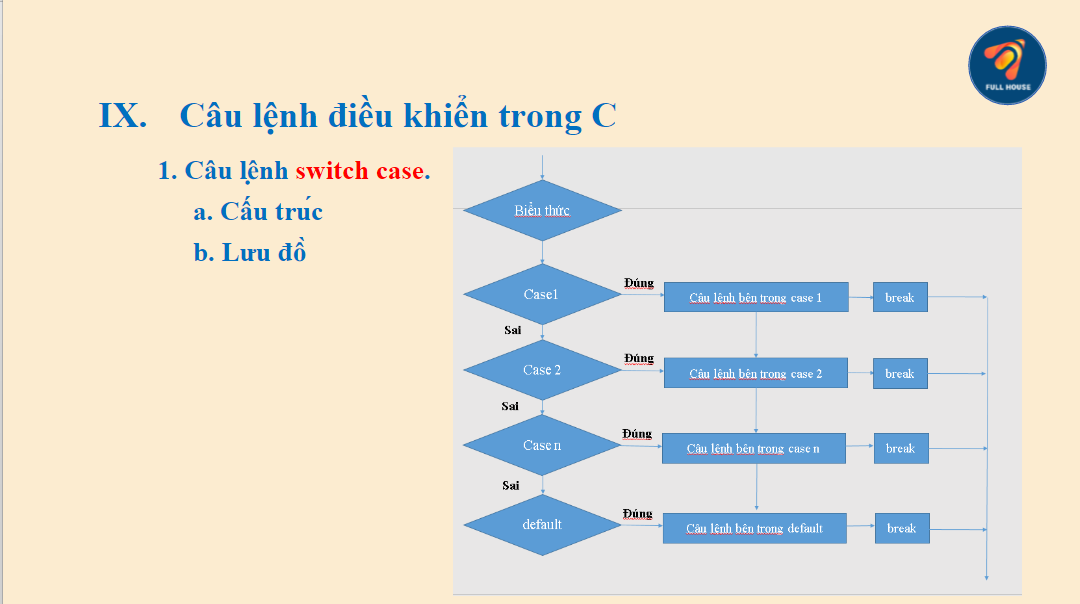 FULL HOUSE
IX. Câu lệnh điều khiển trong C
1. Câu lệnh switch case.
a. Cấu trúc
b. Lưu đồ
Biểu thức
Case1
Đúng
Câu lệnh bên trong case 1
break
Sai
Case 2
Đúng
Câu lệnh bên trong case 2
break
Sai
Case n
Đúng
Câu lệnh bên trong case n
break
Sai
default
Đúng
Câu lệnh bên trong default
break